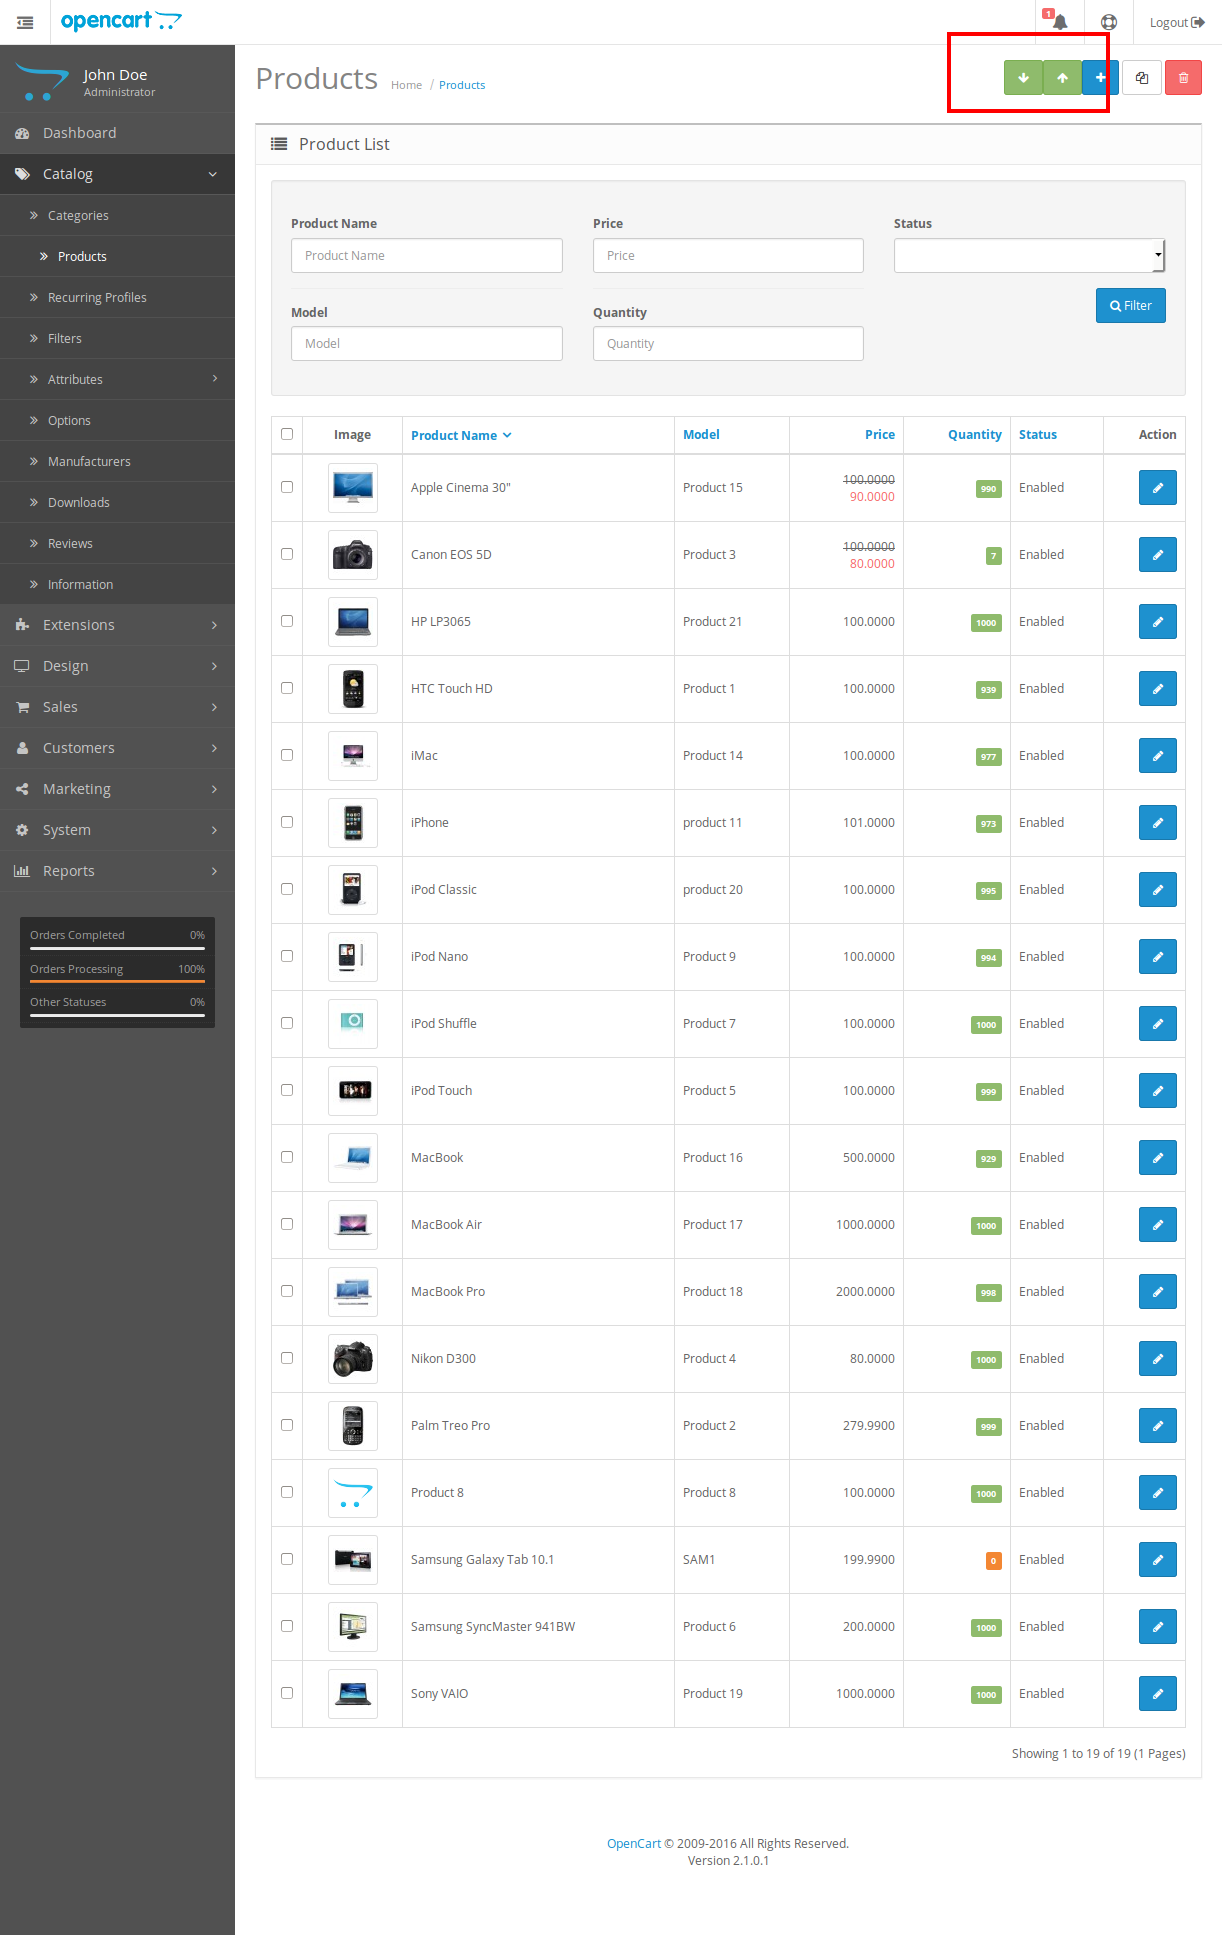 opencart
1
Logout
John Doe
Administrator
Products Home / Products
Dashboard
Catalog
Categories
Products
Recurring Profiles
Filters
Attributes
Options
Manufacturers
Downloads
Reviews
Information
Extensions
Design
Sales
Customers
Marketing
System
Reports
Orders Completed 0%
Orders Processing 100%
Other Statuses 0%
Product List
Product Name Price Status
Product Name Price
Filter
Model Quantity
Model Quantity
Image Product Name Model Price Quantity Status Action
Apple Cinema 30" Product 15 100.0000 90.0000 990 Enabled
Canon EOS 5D Product 3 100.0000 80.0000 7 Enabled
HP LP3065 Product 21 100.0000 1000 Enabled
HTC Touch HD Product 1 100.0000 939 Enabled
iMac Product 14 100.0000 977 Enabled
iPhone product 11 101.0000 973 Enabled
iPod Classic product 20 100.0000 995 Enabled
iPod Nano Product 9 100.0000 994 Enabled
iPod Shuffle Product 7 100.0000 1000 Enabled
iPod Touch Product 5 100.0000 999 Enabled
MacBook Product 16 500.0000 929 Enabled
MacBook Air Product 17 1000.0000 1000 Enabled
MacBook Pro Product 18 2000.0000 998 Enabled
Nikon D300 Product 4 80.0000 1000 Enabled
Palm Treo Pro Product 2 279.9900 999 Enabled
Product 8 Product 8 100.0000 1000 Enabled
Samsung Galaxy Tab 10.1 SAM1 199.9900 0 Enabled
Samsung SyncMaster 941BW Product 6 200.0000 1000 Enabled
Sony VAIO Product 19 1000.0000 1000 Enabled
Showing 1 to 19 of 19 (1 Pages)
OpenCart © 2009-2016 All Rights Reserved.
Version 2.1.0.1